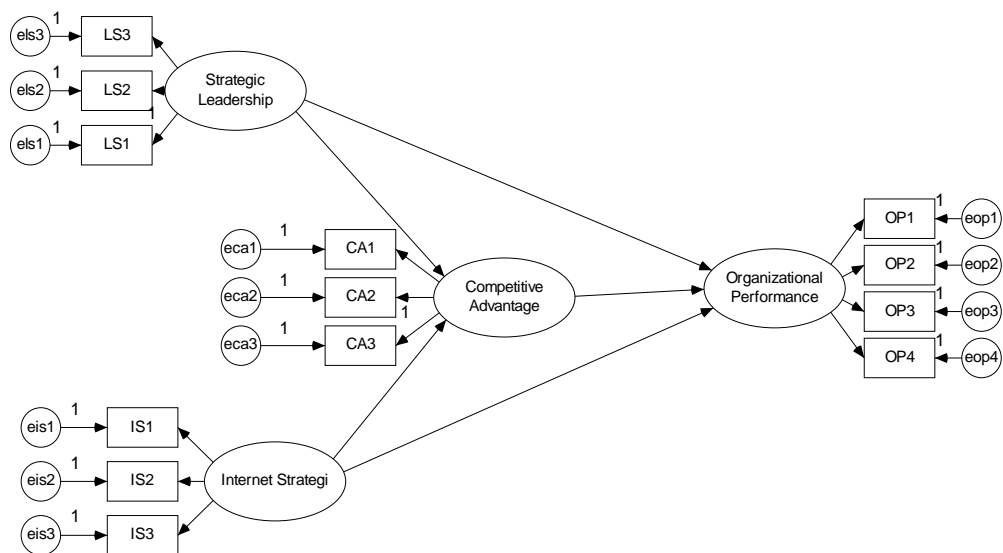 1
els3
LS3
1
els2
LS2
1
els1
LS1
1
Strategic
Leadership
1
eca1
CA1
1
eca2
CA2
1
eca3
CA3
1
Competitive
Advantage
Organizational
Performance
OP1
1
eop1
OP2
1
eop2
OP3
1
eop3
OP4
1
eop4
1
eis1
IS1
1
eis2
IS2
1
eis3
IS3
Internet Strategi